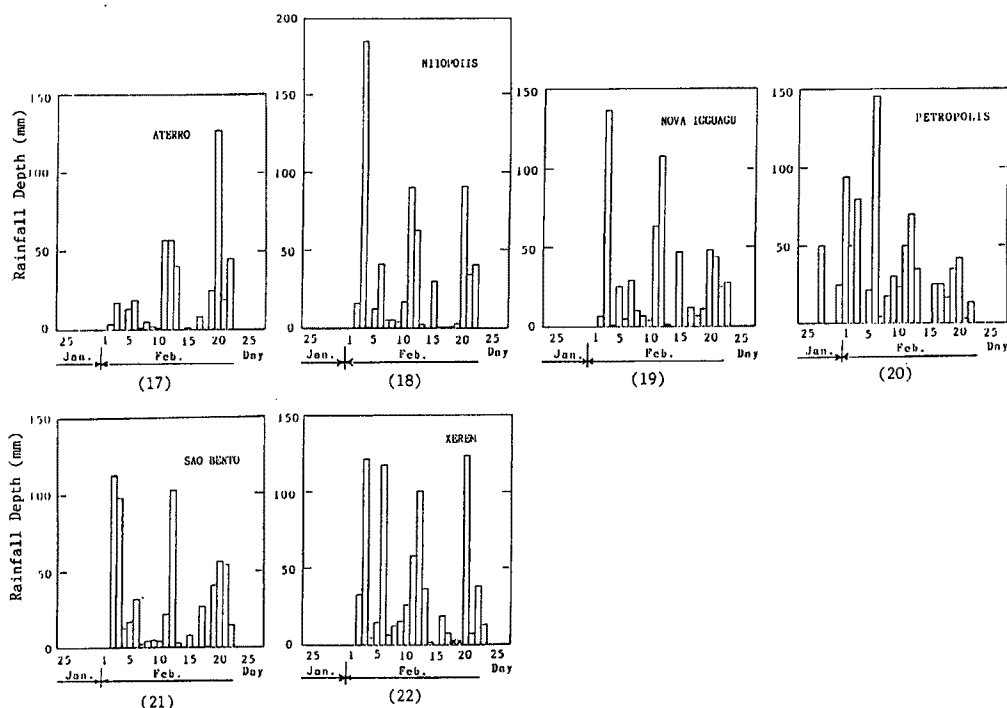 Rainfall Depth (mm)
150
100
50
0
ATERRO
25 1 5 10 15 20 25
Jan. Feb. Day
(17)
200
150
100
50
0
NIIOPOIIS
25 1 5 10 15 20 25
Jan. Feb. Day
(18)
150
100
50
0
NOVA IGGUAGU
25 1 5 10 15 20 25
Jan. Feb. Day
(19)
150
100
50
PETROPOLIS
25 1 5 10 15 20 25
Jan. Feb. Day
(20)
Rainfall Depth (mm)
150
100
50
0
SAO BENTO
25 1 5 10 15 20 25
Jan. Feb. Day
(21)
150
100
50
0
XEREM
25 1 5 10 15 20 25
Jan. Feb. Day
(22)